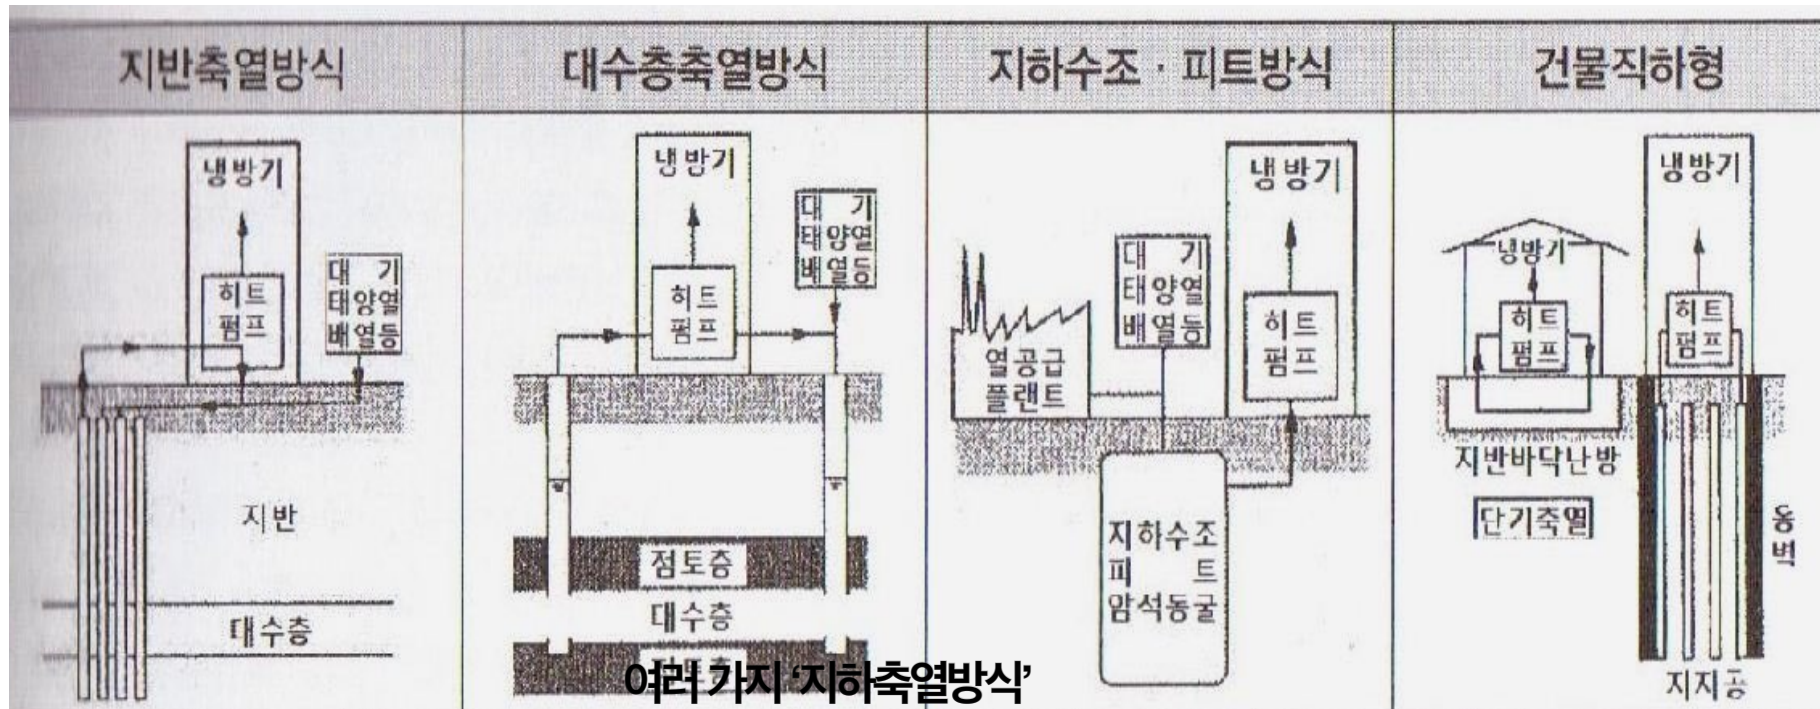 지반축열방식
대수층축열방식
지하수조 · 피트방식
건물직하형
냉방기
히트
펌프
대 기
태양열
배열등
지반
대수층
냉방기
히트
펌프
대 기
태양열
배열등
점토층
대수층
점토층
냉방기
대 기
태양열
배열등
히트
펌프
열공급
플랜트
지하수조
피 트
암석동굴
냉방기
냉방기
히트
펌프
히트
펌프
지반바닥난방
단기축열
옹
벽
지지공
여러 가지 ‘지하축열방식’